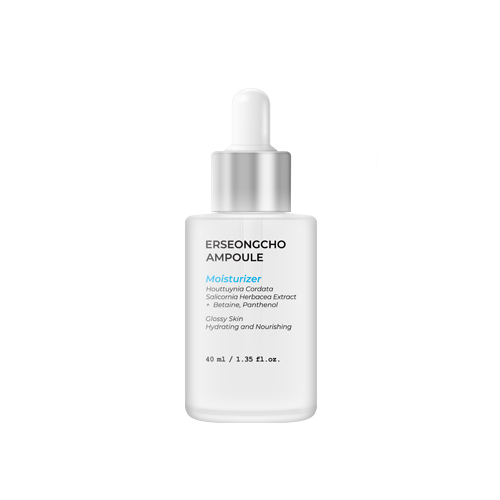 ERSEONGCHO
AMPOULE
Moisturizer
Houttuynia Cordata
Salicornia Herbacea Extract
+ Betaine, Panthenol
Glossy Skin
Hydrating and Nourishing
40 ml / 1.35 fl.oz.